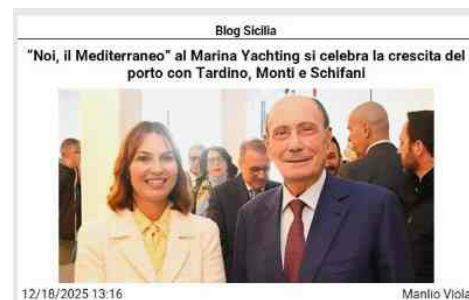 Blog Sicilia
"Noi, il Mediterraneo" al Marina Yachting si celebra la crescita del
porto con Tardino, Monti e Schifani
12/18/2025 13:16 Manlio Viola